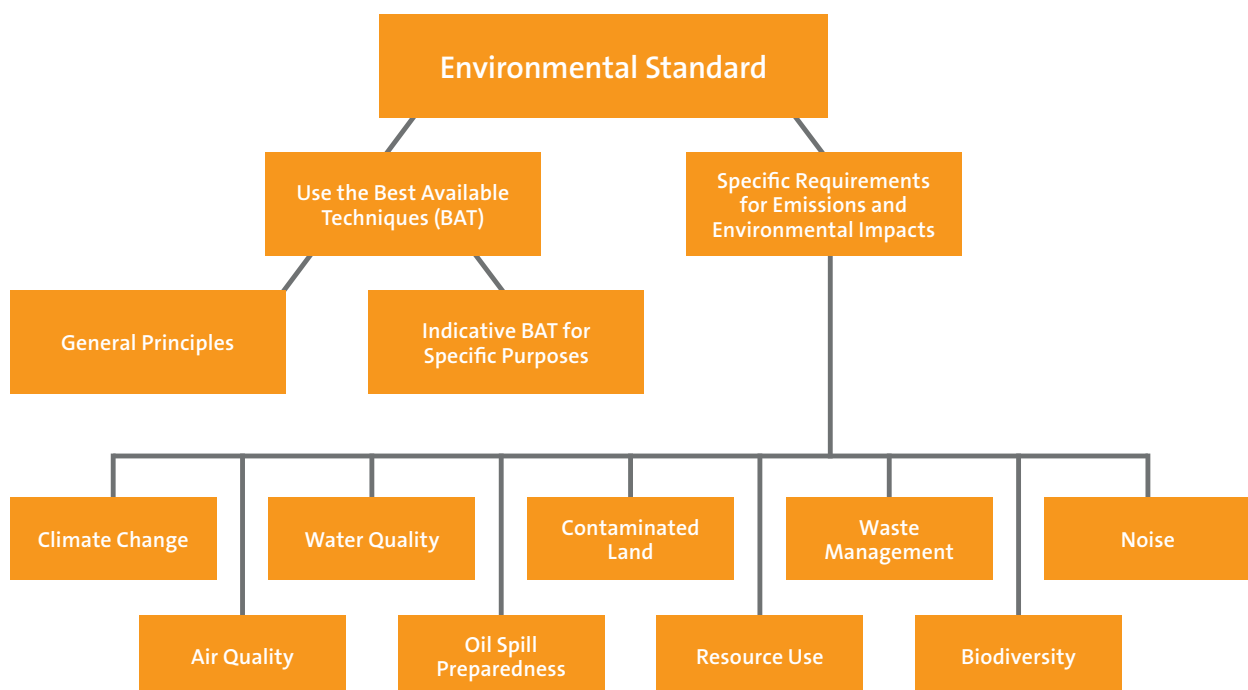 Environmental Standard
Use the Best Available
Techniques (BAT)
Specific Requirements
for Emissions and
Environmental Impacts
General Principles
Indicative BAT for
Specific Purposes
Climate Change
Water Quality
Contaminated
Land
Waste
Management
Noise
Air Quality
Oil Spill
Preparedness
Resource Use
Biodiversity